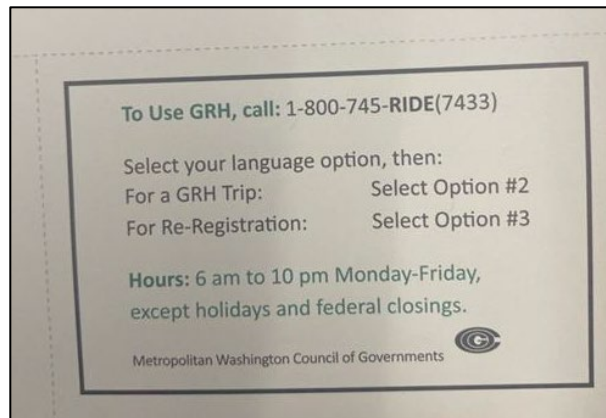 To Use GRH, call: 1-800-745-RIDE(7433)
Select your language option, then:
For a GRH Trip: Select Option #2
For Re-Registration: Select Option #3
Hours: 6 am to 10 pm Monday-Friday,
except holidays and federal closings.
Metropolitan Washington Council of Governments